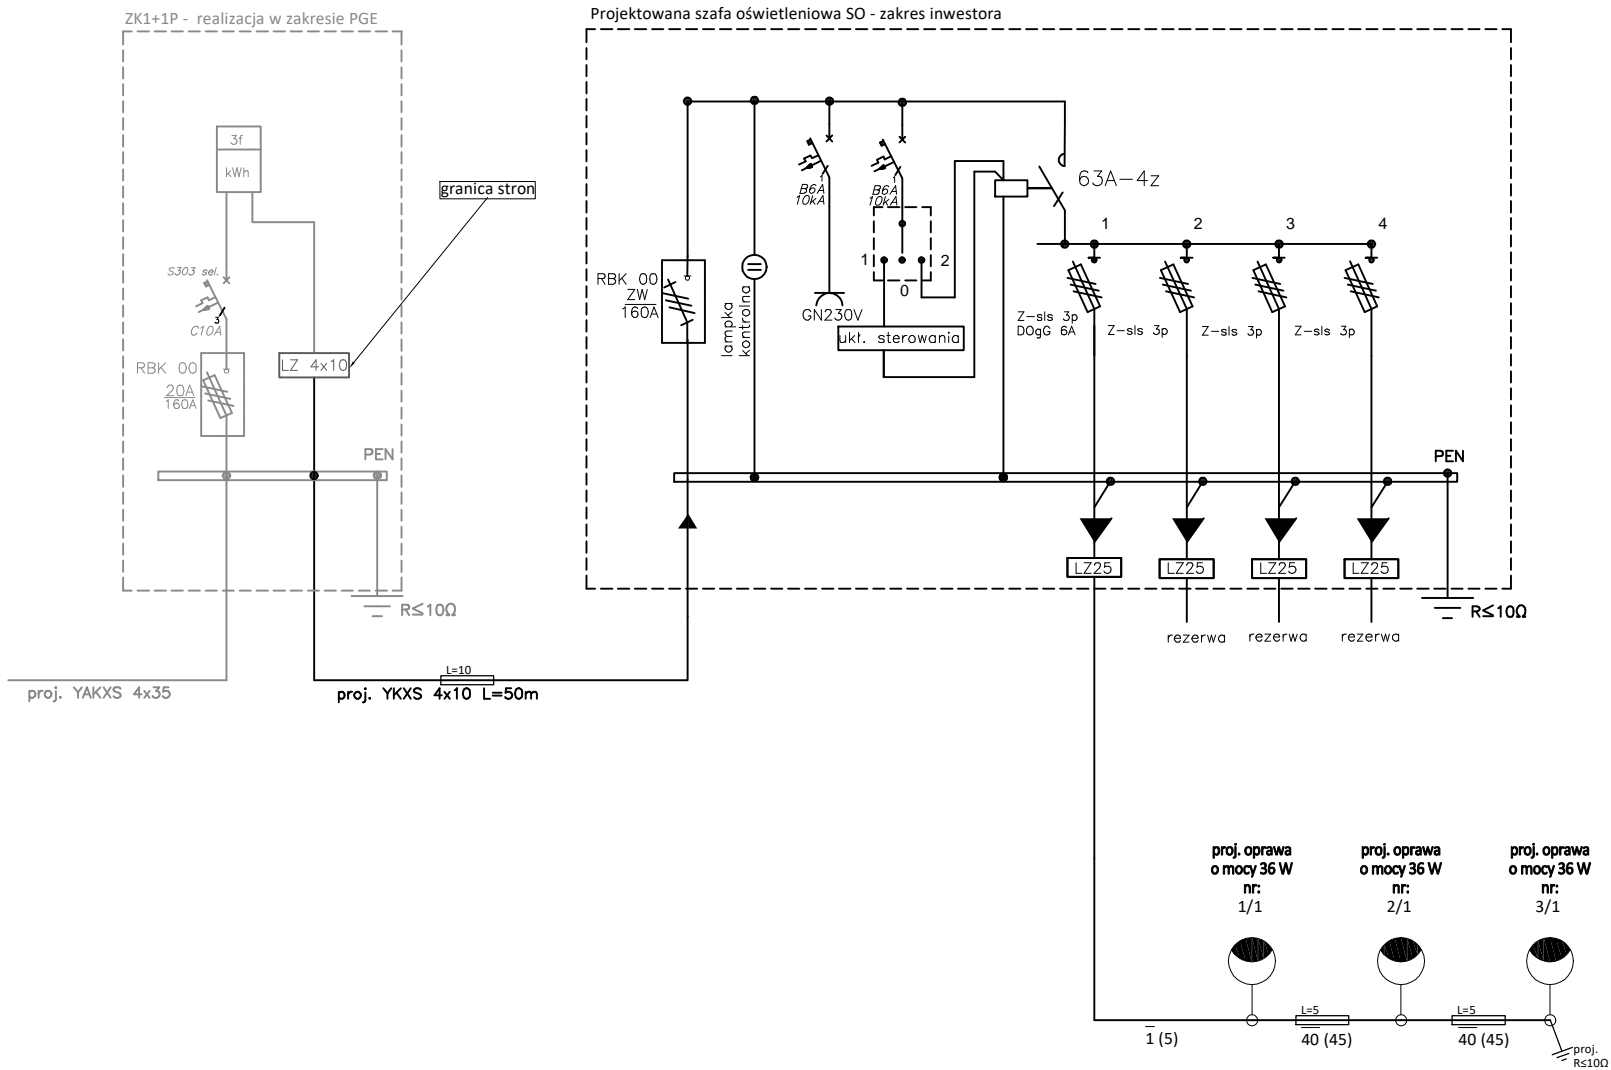 ZK1+1P - realizacja w zakresie PGE
Projektowana szafa oświetleniowa SO - zakres inwestora
3f
kWh
granica stron
S303 sel.
3
C10A
RBK 00
20A
160A
LZ 4x10
PEN
R≤10Ω
proj. YAKXS 4x35
L=10
proj. YKXS 4x10 L=50m
RBK 00
ZW
160A
lampka
kontrolna
1
B6A
10kA
GN230V
1
B6A
10kA
1
2
0
ukł. sterowania
63A-4z
1
2
3
4
Z-sls 3p
DOgG 6A
Z-sls 3p
Z-sls 3p
Z-sls 3p
PEN
LZ25
LZ25
LZ25
LZ25
R≤10Ω
rezerwa
rezerwa
rezerwa
proj. oprawa
o mocy 36 W
nr:
1/1
proj. oprawa
o mocy 36 W
nr:
2/1
proj. oprawa
o mocy 36 W
nr:
3/1
1 (5)
L=5
40 (45)
L=5
40 (45)
proj.
R≤10Ω